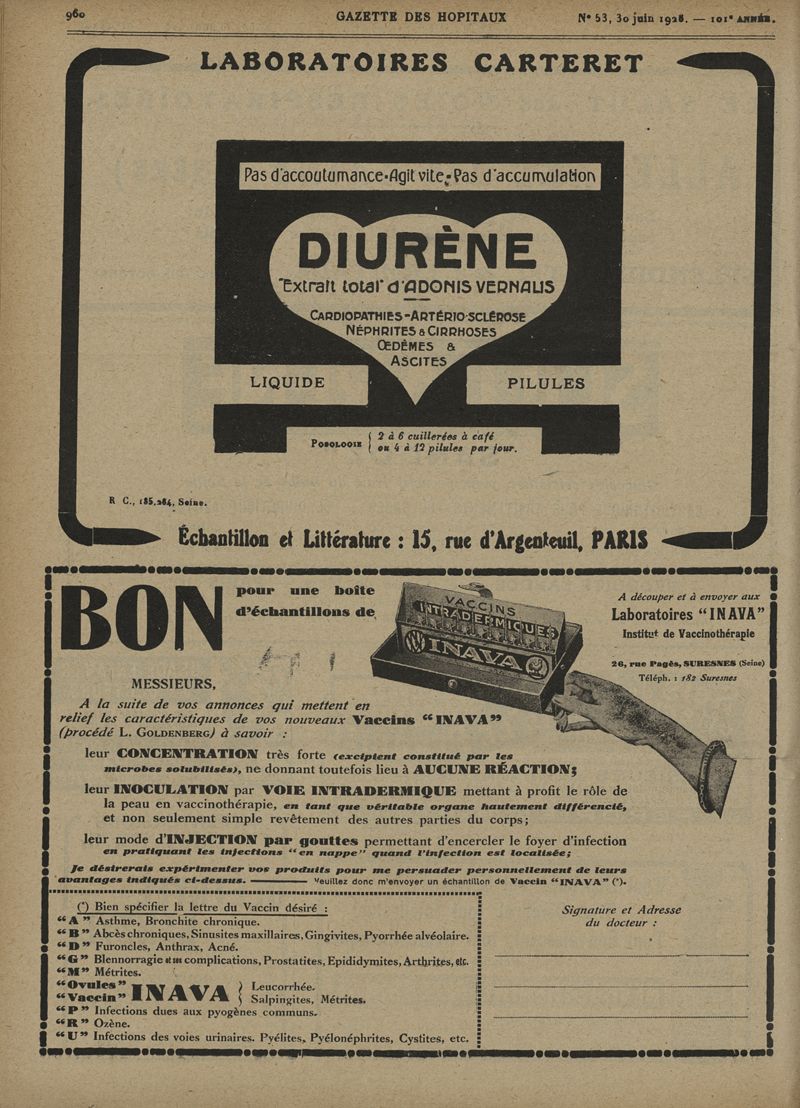 960
GAZETTE DES HOPITAUX
N° 53, 30 juin 1928. — 101e ANNÉE.
LABORATOIRES CARTERET
Pas d'accoutumance-Agit vite-Pas d'accumulation
DIURÈNE
"Extrait total" d'ADONIS VERNALIS
CARDIOPATHIES-ARTÉRIO-SCLÉROSE
NÉPHRITES & CIRRHOSES
ŒDÈMES &
ASCITES
LIQUIDE
PILULES
POSOLOGIE { 2 à 6 cuillerées à café
ou 4 à 12 pilules par jour.
R C., 185.284, Seine.
Échantillon et Littérature : 15, rue d'Argenteuil, PARIS
BON
pour une boîte
d'échantillons de
VACCINS
INTRADERMIQUES
INAVA
A découper et à envoyer aux
Laboratoires "INAVA"
Institut de Vaccinothérapie
26, rue Pagès, SURESNES (Seine)
Téléph. : 182 Suresnes
MESSIEURS,
A la suite de vos annonces qui mettent en
relief les caractéristiques de vos nouveaux Vaccins "INAVA"
(procédé L. GOLDENBERG) à savoir :
leur CONCENTRATION très forte (excipient constitué par les
microbes solubilisés), ne donnant toutefois lieu à AUCUNE RÉACTION;
leur INOCULATION par VOIE INTRADERMIQUE mettant à profit le rôle de
la peau en vaccinothérapie, en tant que véritable organe hautement différencié,
et non seulement simple revêtement des autres parties du corps;
leur mode d'INJECTION par gouttes permettant d'encercler le foyer d'infection
en pratiquant les injections "en nappe" quand l'infection est localisée;
Je désirerais expérimenter vos produits pour me persuader personnellement de leurs
avantages indiqués ci-dessus. ——— Veuillez donc m'envoyer un échantillon de Vaccin "INAVA" (*).
(*) Bien spécifier la lettre du Vaccin désiré :
"A" Asthme, Bronchite chronique.
"B" Abcès chroniques, Sinusites maxillaires, Gingivites, Pyorrhée alvéolaire.
"D" Furoncles, Anthrax, Acné.
"G" Blennorragie et ses complications, Prostatites, Epididymites, Arthrites, etc.
"M" Métrites.
"Ovules" INAVA } Leucorrhée.
"Vaccin" } Salpingites, Métrites.
"P" Infections dues aux pyogènes communs.
"R" Ozène.
"U" Infections des voies urinaires. Pyélites, Pyélonéphrites, Cystites, etc.
Signature et Adresse
du docteur :